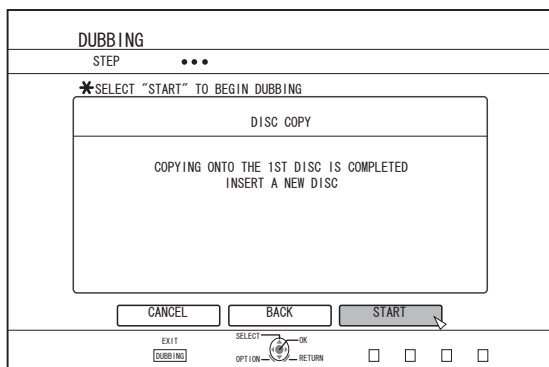 DUBBING
STEP
*SELECT "START" TO BEGIN DUBBING
DISC COPY
COPYING ONTO THE 1ST DISC IS COMPLETED
INSERT A NEW DISC
CANCEL BACK START
EXIT
DUBBING
SELECT OK
OPTION RETURN